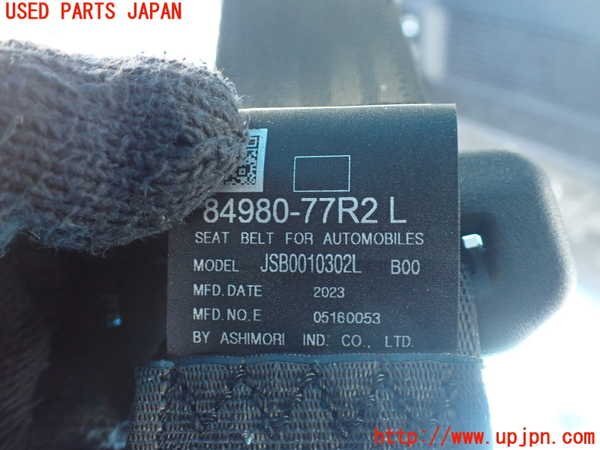 USED PARTS JAPAN
84980-77R2 L
SEAT BELT FOR AUTOMOBILES
MODEL JSB0010302L B00
MFD.DATE 2023
MFD.NO.E 05160053
BY ASHIMORI IND. CO., LTD.
http://www.upjpn.com/